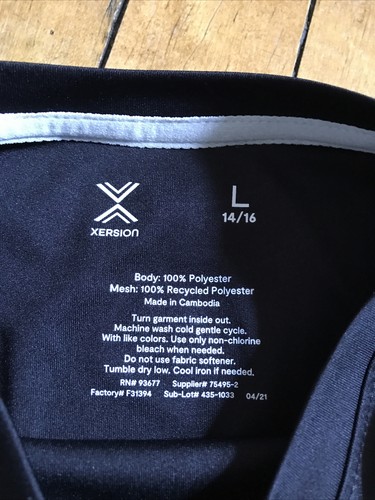 XERSION
L
14/16
Body: 100% Polyester
Mesh: 100% Recycled Polyester
Made in Cambodia
Turn garment inside out.
Machine wash cold gentle cycle.
With like colors. Use only non-chlorine
bleach when needed.
Do not use fabric softener.
Tumble dry low. Cool iron if needed.
RN# 93677 Supplier# 75495-2
Factory# F31394 Sub-Lot# 435-1033 04/21